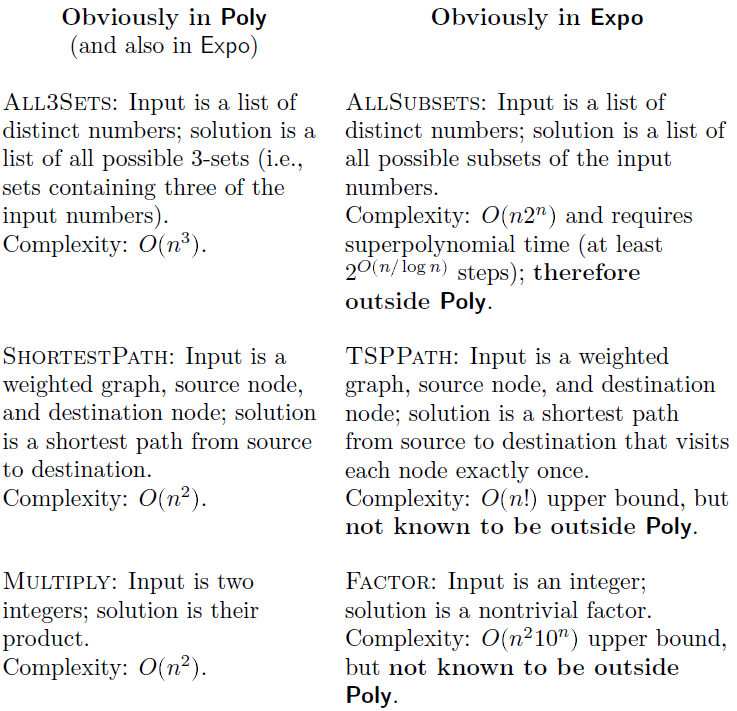 Obviously in Poly
(and also in Expo)
ALL3SETS: Input is a list of
distinct numbers; solution is a
list of all possible 3-sets (i.e.,
sets containing three of the
input numbers).
Complexity: O(n³).
SHORTESTPATH: Input is a
weighted graph, source node,
and destination node; solution
is a shortest path from source
to destination.
Complexity: O(n²).
MULTIPLY: Input is two
integers; solution is their
product.
Complexity: O(n²).
Obviously in Expo
ALLSUBSETS: Input is a list of
distinct numbers; solution is a list of
all possible subsets of the input
numbers.
Complexity: O(n2ⁿ) and requires
superpolynomial time (at least
2^{O(n/ log n)} steps); therefore
outside Poly.
TSPPATH: Input is a weighted
graph, source node, and destination
node; solution is a shortest path
from source to destination that visits
each node exactly once.
Complexity: O(n!) upper bound, but
not known to be outside Poly.
FACTOR: Input is an integer;
solution is a nontrivial factor.
Complexity: O(n²10ⁿ) upper bound,
but not known to be outside
Poly.